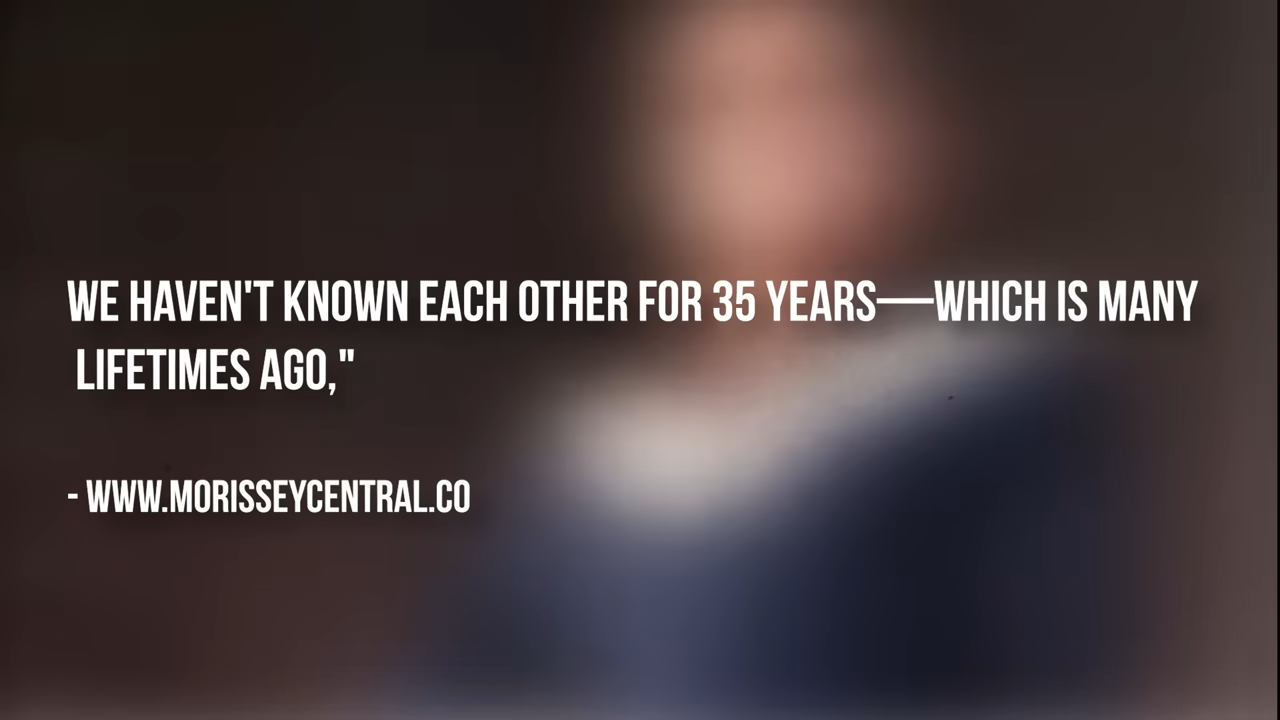 WE HAVEN'T KNOWN EACH OTHER FOR 35 YEARS—WHICH IS MANY
LIFETIMES AGO,"
- WWW.MORISSEYCENTRAL.CO